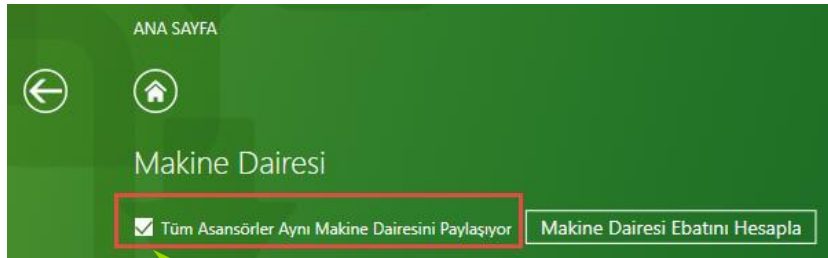 ANA SAYFA
Makine Dairesi
Tüm Asansörler Aynı Makine Dairesini Paylaşıyor
Makine Dairesi Ebatını Hesapla